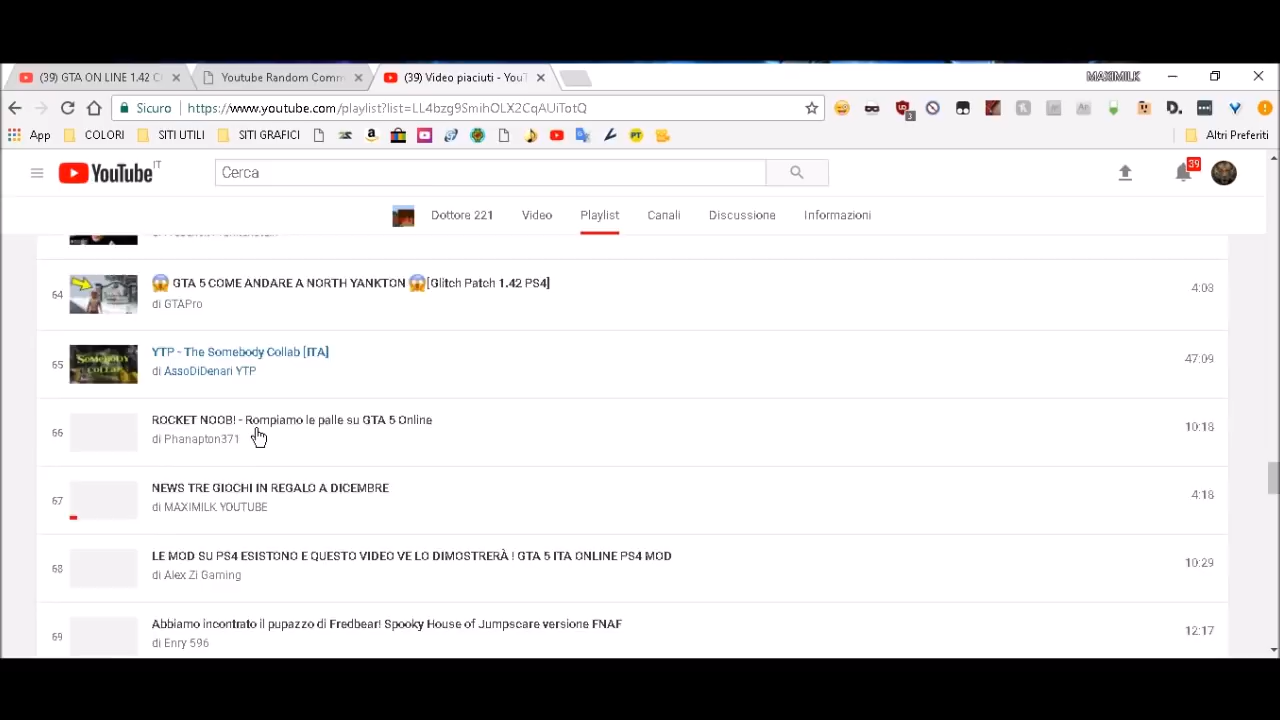 (39) GTA ON LINE 1.42 C
Youtube Random Comm
(39) Video piaciuti - YouT
MAXIMILK
Sicuro
https://www.youtube.com/playlist?list=LL4bzg9SmihOLX2CqAUiTotQ
3
App
COLORI
SITI UTILI
SITI GRAFICI
Altri Preferiti
YouTube IT
Cerca
39
Dottore 221
Video
Playlist
Canali
Discussione
Informazioni
64
😱 GTA 5 COME ANDARE A NORTH YANKTON 😱[Glitch Patch 1.42 PS4]
di GTAPro
4:03
65
SOMEBODY
COLLAB
YTP - The Somebody Collab [ITA]
di AssoDiDenari YTP
47:09
66
ROCKET NOOB! - Rompiamo le palle su GTA 5 Online
di Phanapton371
10:18
67
NEWS TRE GIOCHI IN REGALO A DICEMBRE
di MAXIMILK YOUTUBE
4:18
68
LE MOD SU PS4 ESISTONO E QUESTO VIDEO VE LO DIMOSTRERÀ ! GTA 5 ITA ONLINE PS4 MOD
di Alex Zi Gaming
10:29
69
Abbiamo incontrato il pupazzo di Fredbear! Spooky House of Jumpscare versione FNAF
di Enry 596
12:17